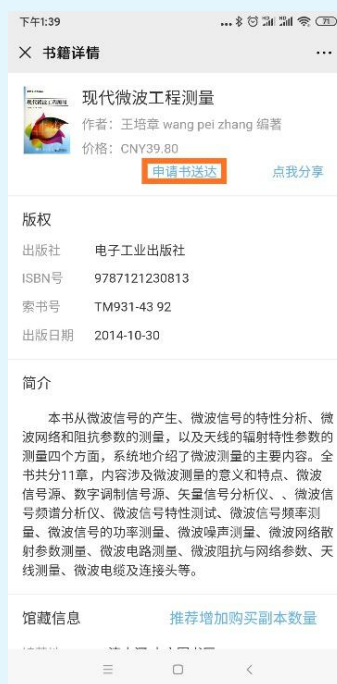 下午1:39
71
书籍详情
现代微波工程测量
作者：王培章 wang pei zhang 编著
价格：CNY39.80
申请书送达 点我分享
版权
出版社 电子工业出版社
ISBN号 9787121230813
索书号 TM931-43 92
出版日期 2014-10-30
简介
本书从微波信号的产生、微波信号的特性分析、微
波网络和阻抗参数的测量，以及天线的辐射特性参数的
测量四个方面，系统地介绍了微波测量的主要内容。全
书共分11章，内容涉及微波测量的意义和特点、微波
信号源、数字调制信号源、矢量信号分析仪、、微波信
号频谱分析仪、微波信号特性测试、微波信号频率测
量、微波信号的功率测量、微波噪声测量、微波网络散
射参数测量、微波电路测量、微波阻抗与网络参数、天
线测量、微波电缆及连接头等。
馆藏信息 推荐增加购买副本数量